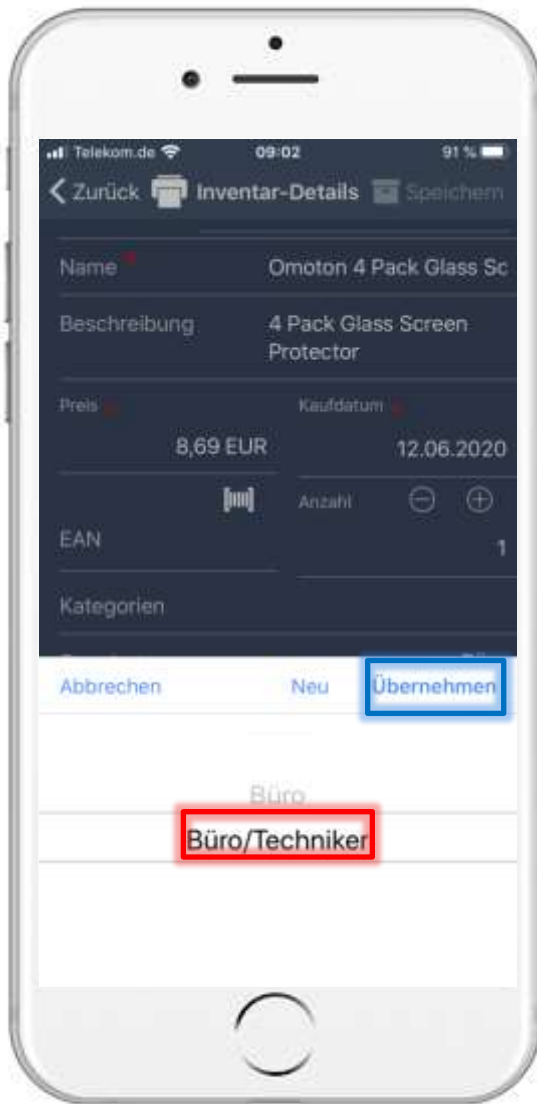 Telekom.de 09:02 91 %
Zurück Inventar-Details Speichern
Name * Omoton 4 Pack Glass Sc
Beschreibung 4 Pack Glass Screen
Protector
Preis Kaufdatum
8,69 EUR 12.06.2020
Anzahl
EAN 1
Kategorien
Abbrechen Neu Übernehmen
Büro
Büro/Techniker